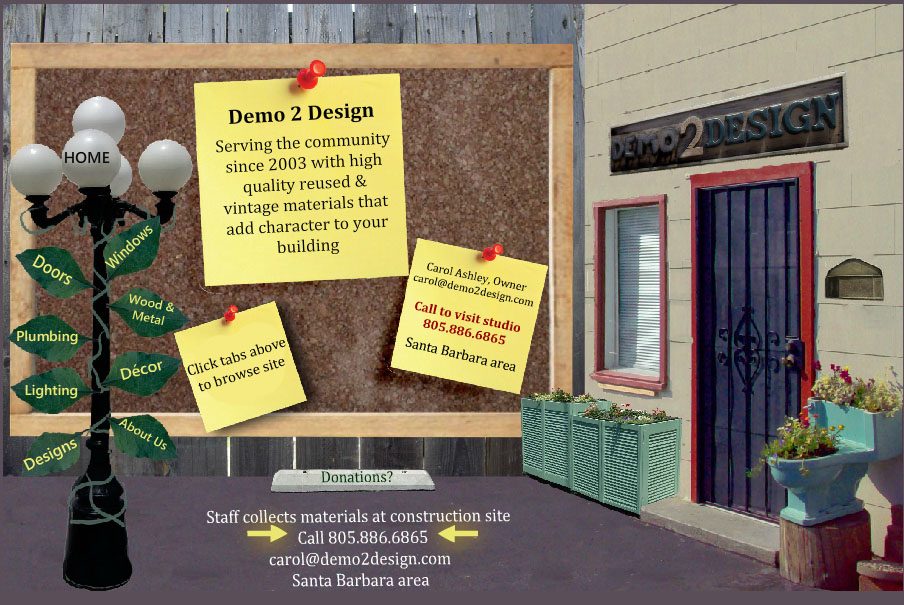 Demo 2 Design
Serving the community
since 2003 with high
quality reused &
vintage materials that
add character to your
building
DEMO2DESIGN
HOME
Windows
Doors
Wood &
Metal
Plumbing
Décor
Lighting
About Us
Designs
Carol Ashley, Owner
carol@demo2design.com
Call to visit studio
805.886.6865
Santa Barbara area
Click tabs above
to browse site
Donations?
Staff collects materials at construction site
Call 805.886.6865
carol@demo2design.com
Santa Barbara area